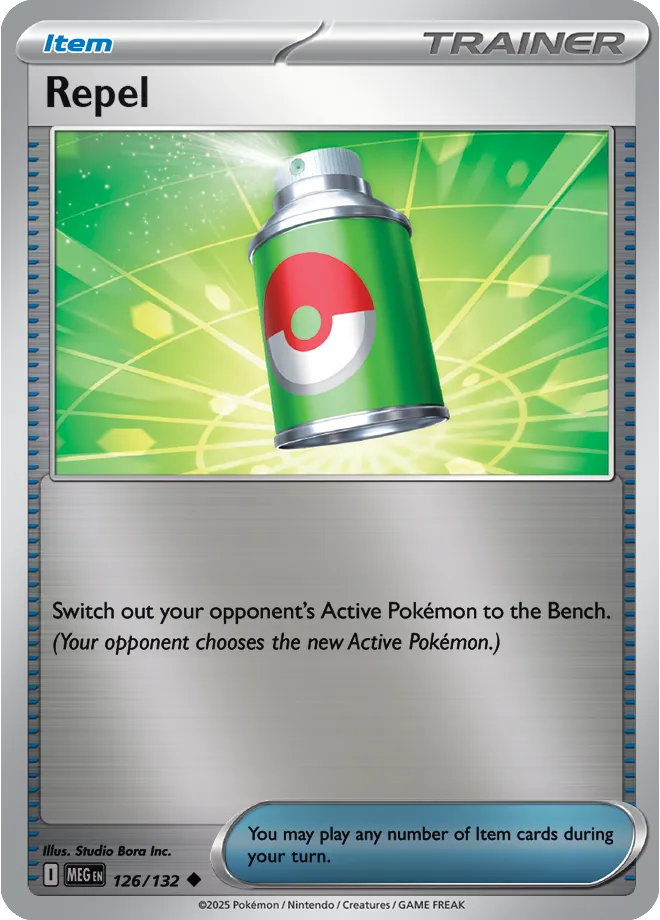 Item
TRAINER
Repel
Switch out your opponent's Active Pokémon to the Bench.
(Your opponent chooses the new Active Pokémon.)
You may play any number of Item cards during
your turn.
Illus. Studio Bora Inc.
I MEG EN 126/132 ◆
©2025 Pokémon / Nintendo / Creatures / GAME FREAK